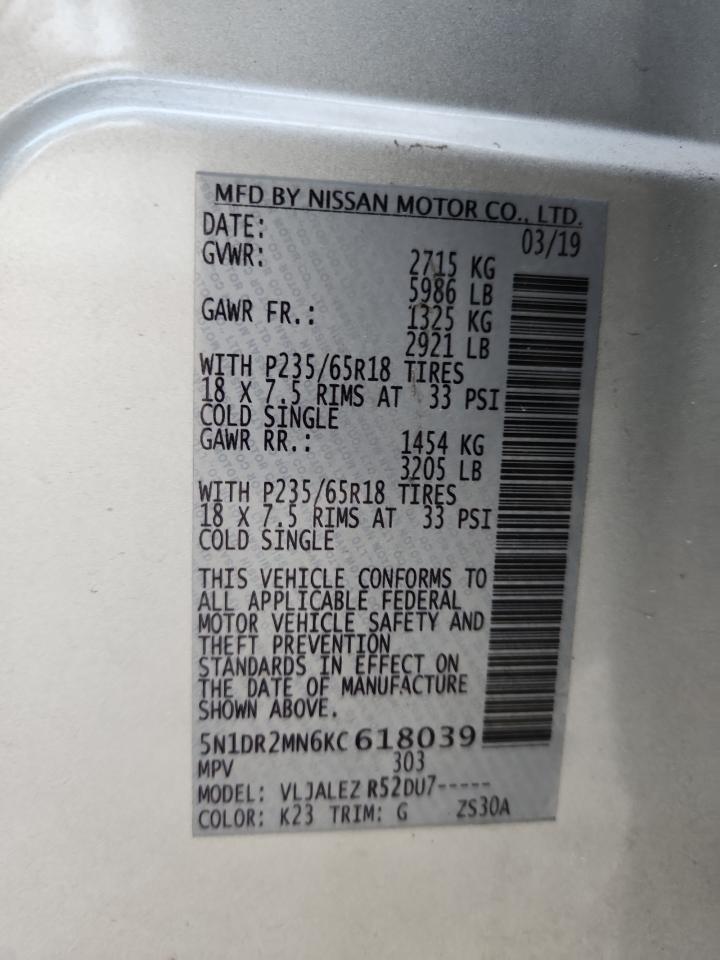 MFD BY NISSAN MOTOR CO., LTD.
DATE: 03/19
GVWR: 2715 KG
5986 LB
GAWR FR.: 1325 KG
2921 LB
WITH P235/65R18 TIRES
18 X 7.5 RIMS AT 33 PSI
COLD SINGLE
GAWR RR.: 1454 KG
3205 LB
WITH P235/65R18 TIRES
18 X 7.5 RIMS AT 33 PSI
COLD SINGLE
THIS VEHICLE CONFORMS TO
ALL APPLICABLE FEDERAL
MOTOR VEHICLE SAFETY AND
THEFT PREVENTION
STANDARDS IN EFFECT ON
THE DATE OF MANUFACTURE
SHOWN ABOVE.
5N1DR2MN6KC 618039
MPV 303
MODEL: VLJALEZ R52DU7-----
COLOR: K23 TRIM: G ZS30A